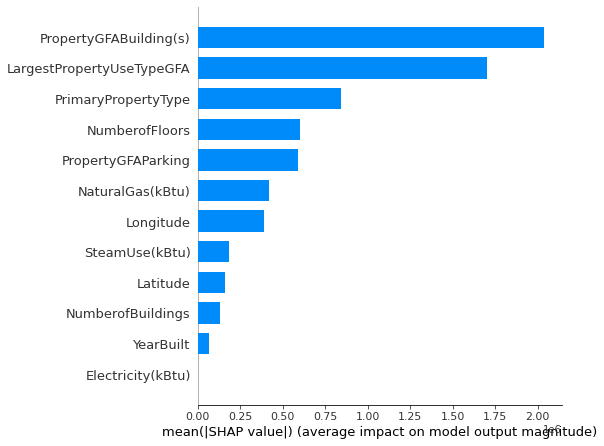 PropertyGFABuilding(s)
LargestPropertyUseTypeGFA
PrimaryPropertyType
NumberofFloors
PropertyGFAParking
NaturalGas(kBtu)
Longitude
SteamUse(kBtu)
Latitude
NumberofBuildings
YearBuilt
Electricity(kBtu)
0.00 0.25 0.50 0.75 1.00 1.25 1.50 1.75 2.00
1e6
mean(|SHAP value|) (average impact on model output magnitude)